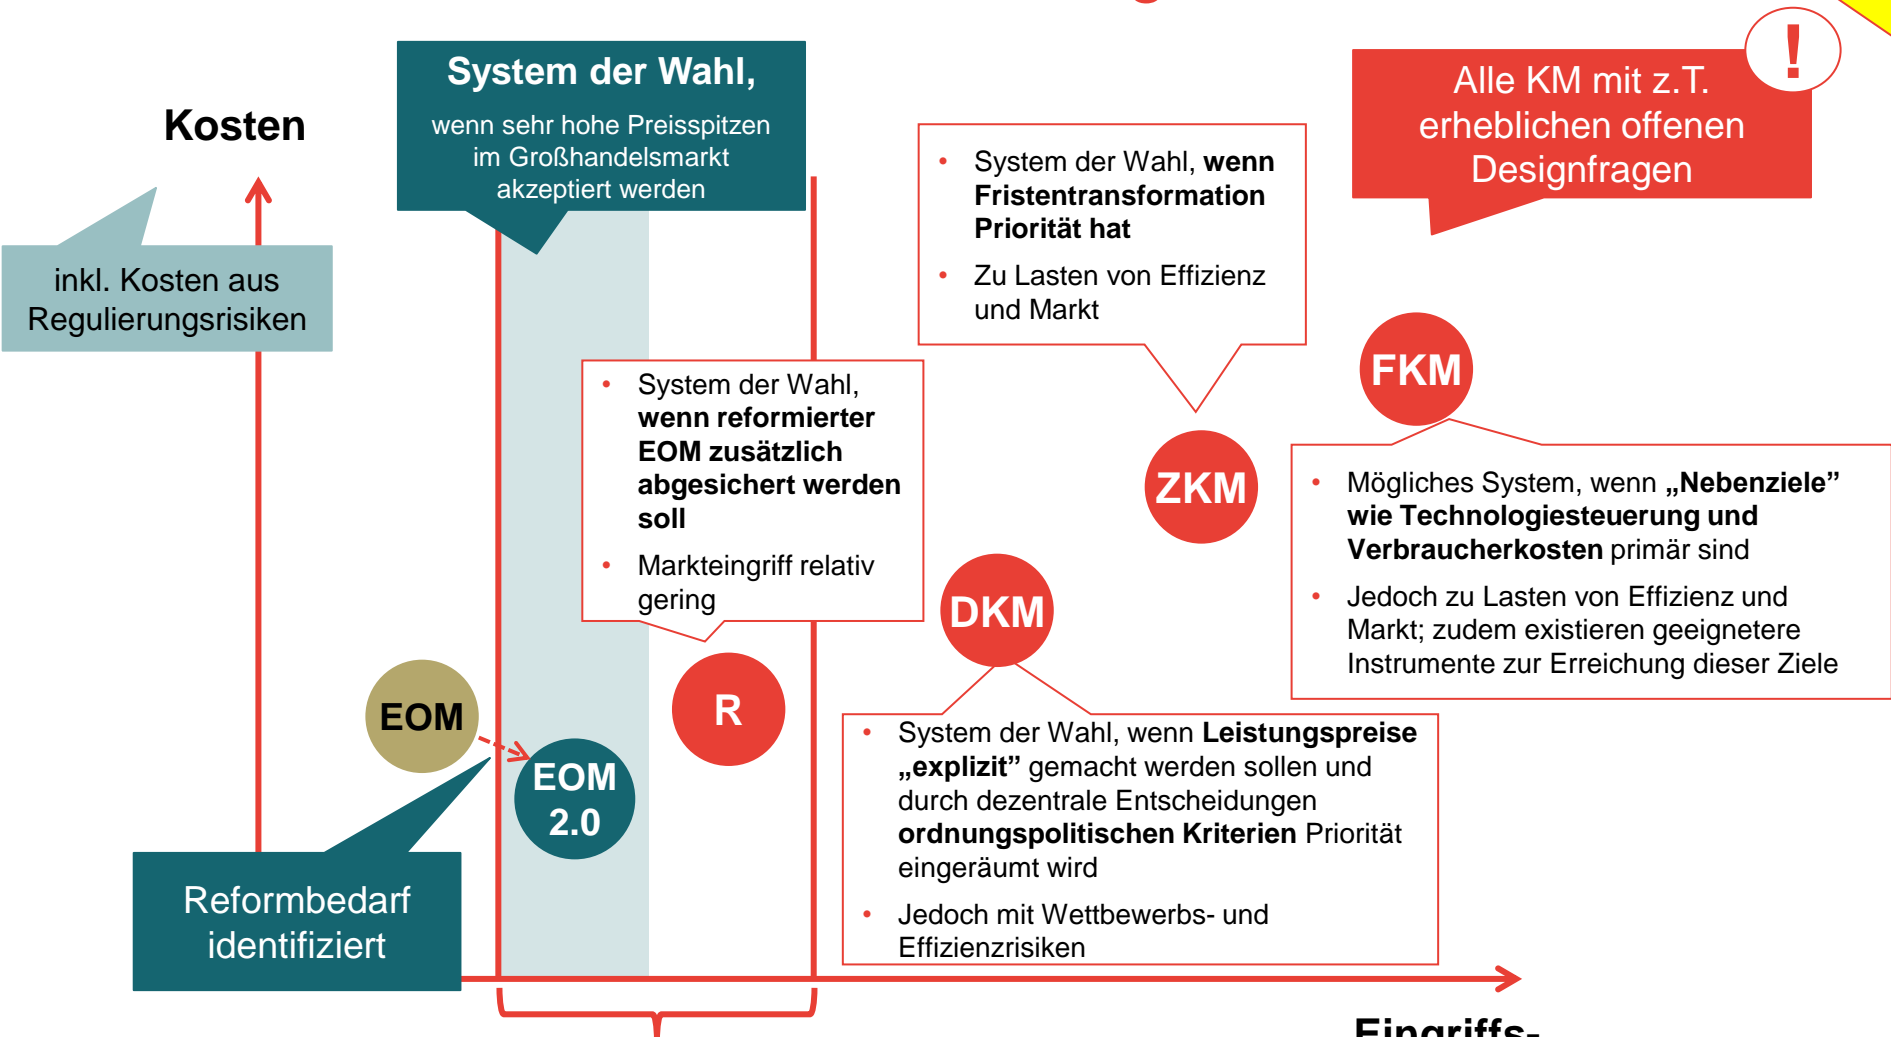 System der Wahl,
wenn sehr hohe Preisspitzen
im Großhandelsmarkt
akzeptiert werden
!
Alle KM mit z.T.
erheblichen offenen
Designfragen
Kosten
inkl. Kosten aus
Regulierungsrisiken
• System der Wahl, wenn
Fristentransformation
Priorität hat
• Zu Lasten von Effizienz
und Markt
FKM
• System der Wahl,
wenn reformierter
EOM zusätzlich
abgesichert werden
soll
• Markteingriff relativ
gering
ZKM
• Mögliches System, wenn „Nebenziele”
wie Technologiesteuerung und
Verbraucherkosten primär sind
• Jedoch zu Lasten von Effizienz und
Markt; zudem existieren geeignetere
Instrumente zur Erreichung dieser Ziele
DKM
EOM
R
EOM
2.0
• System der Wahl, wenn Leistungspreise
„explizit” gemacht werden sollen und
durch dezentrale Entscheidungen
ordnungspolitischen Kriterien Priorität
eingeräumt wird
• Jedoch mit Wettbewerbs- und
Effizienzrisiken
Reformbedarf
identifiziert
Eingriffs-